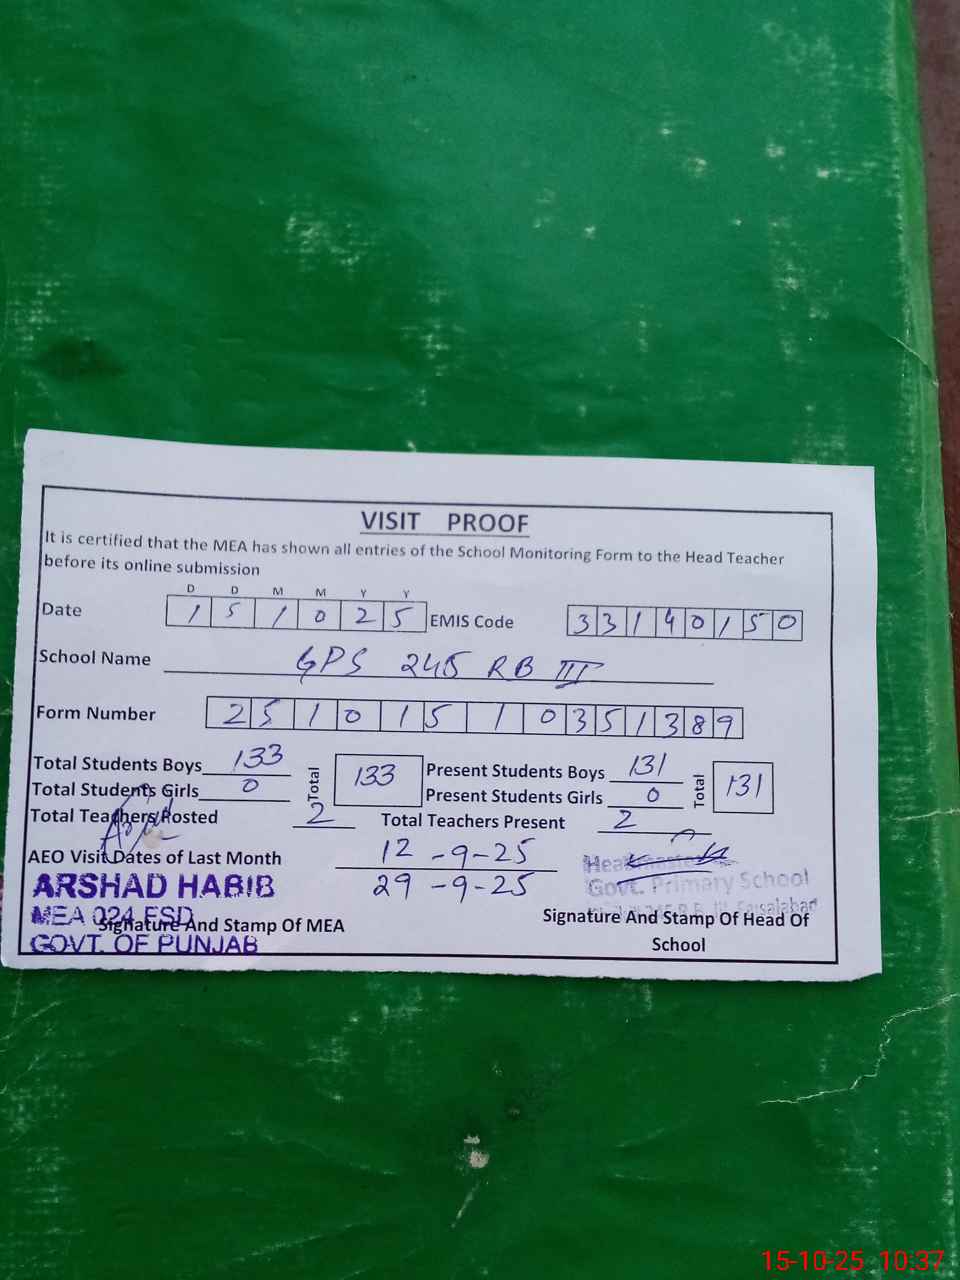 VISIT PROOF
It is certified that the MEA has shown all entries of the School Monitoring Form to the Head Teacher
before its online submission
D D M M Y Y
Date 1 5 1 0 2 5 EMIS Code 3 3 1 4 0 1 5 0
School Name GPS 245 RB III
Form Number 2 5 1 0 1 5 1 0 3 5 1 3 8 9
Total Students Boys 133 Total 133 Present Students Boys 131 Total 131
Total Students Girls 0 Present Students Girls 0
Total Teachers Posted 2 Total Teachers Present 2
AEO Visit Dates of Last Month 12-9-25
29-9-25
ARSHAD HABIB
MEA 024 FSD
GOVT. OF PUNJAB
Signature And Stamp Of MEA
Headmaster
Govt. Primary School
Faisalabad
Signature And Stamp Of Head Of
School
15-10-25 10:37